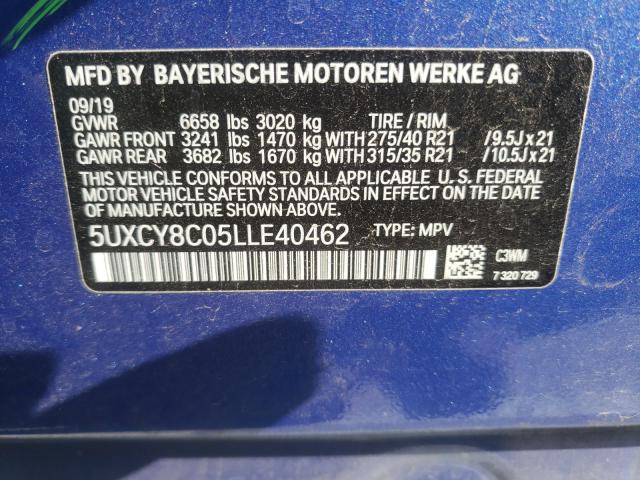 MFD BY BAYERISCHE MOTOREN WERKE AG
09/19
GVWR 6658 lbs 3020 kg TIRE / RIM
GAWR FRONT 3241 lbs 1470 kg WITH 275/40 R21 /9.5J x 21
GAWR REAR 3682 lbs 1670 kg WITH 315/35 R21 /10.5J x 21
THIS VEHICLE CONFORMS TO ALL APPLICABLE U. S. FEDERAL
MOTOR VEHICLE SAFETY STANDARDS IN EFFECT ON THE
DATE OF MANUFACTURE SHOWN ABOVE.
5UXCY8C05LLE40462 TYPE: MPV
C3WM
7 320 729